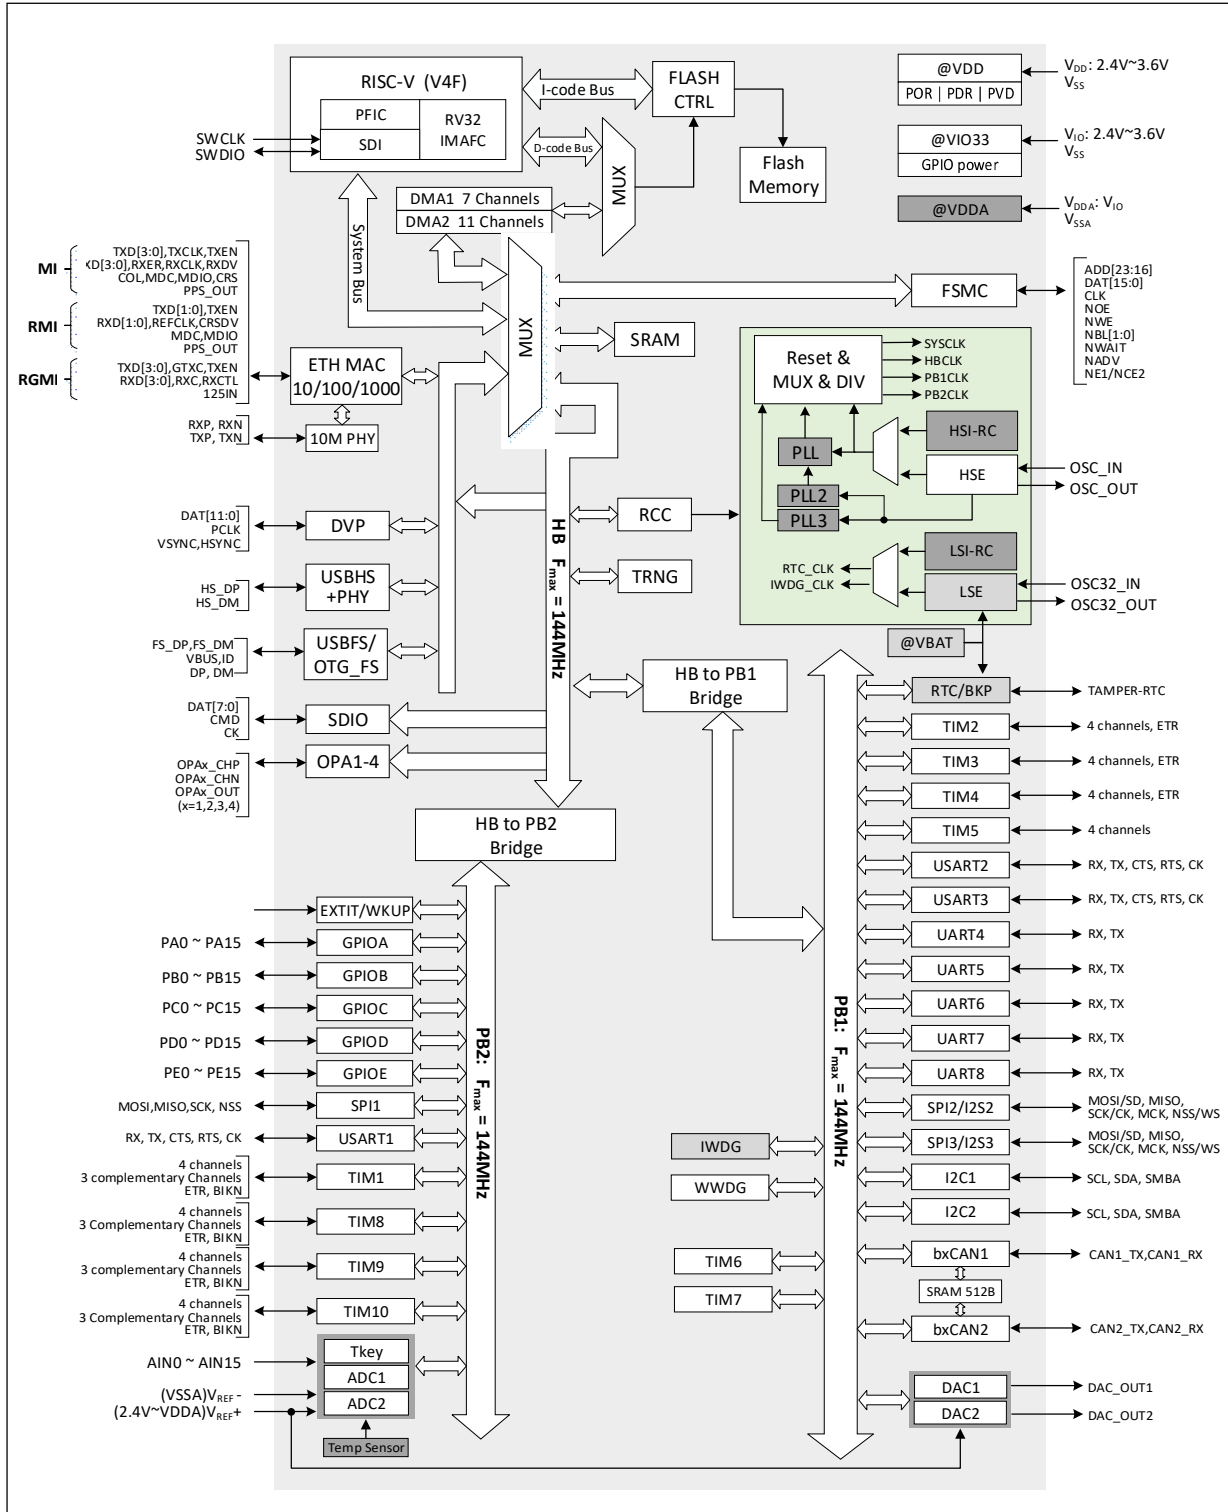 RISC-V (V4F)
PFIC
SDI
RV32
IMAFC
SWCLK
SWDIO
I-code Bus
D-code Bus
FLASH
CTRL
Flash
Memory
MUX
DMA1 7 Channels
DMA2 11 Channels
System Bus
MUX
@VDD
POR | PDR | PVD
VDD: 2.4V~3.6V
VSS
@VIO33
GPIO power
VIO: 2.4V~3.6V
VSS
@VDDA
VDDA: VIO
VSSA
MI
TXD[3:0],TXCLK,TXEN
XD[3:0],RXER,RXCLK,RXDV
COL,MDC,MDIO,CRS
PPS_OUT
RMI
TXD[1:0],TXEN
RXD[1:0],REFCLK,CRSDV
MDC,MDIO
PPS_OUT
RGMI
TXD[3:0],GTXC,TXEN
RXD[3:0],RXC,RXCTL
125IN
ETH MAC
10/100/1000
RXP, RXN
TXP, TXN
10M PHY
FSMC
ADD[23:16]
DAT[15:0]
CLK
NOE
NWE
NBL[1:0]
NWAIT
NADV
NE1/NCE2
SRAM
Reset &
MUX & DIV
SYSCLK
HBCLK
PB1CLK
PB2CLK
PLL
PLL2
PLL3
HSI-RC
HSE
OSC_IN
OSC_OUT
RTC_CLK
IWDG_CLK
LSI-RC
LSE
OSC32_IN
OSC32_OUT
@VBAT
DAT[11:0]
PCLK
VSYNC,HSYNC
DVP
HS_DP
HS_DM
USBHS
+PHY
FS_DP,FS_DM
VBUS,ID
DP, DM
USBFS/
OTG_FS
DAT[7:0]
CMD
CK
SDIO
OPAx_CHP
OPAx_CHN
OPAx_OUT
(x=1,2,3,4)
OPA1-4
HB Fmax = 144MHz
RCC
TRNG
HB to PB1
Bridge
HB to PB2
Bridge
EXTIT/WKUP
PA0 ~ PA15
GPIOA
PB0 ~ PB15
GPIOB
PC0 ~ PC15
GPIOC
PD0 ~ PD15
GPIOD
PE0 ~ PE15
GPIOE
MOSI,MISO,SCK, NSS
SPI1
RX, TX, CTS, RTS, CK
USART1
4 channels
3 complementary Channels
ETR, BIKN
TIM1
4 channels
3 Complementary Channels
ETR, BIKN
TIM8
4 channels
3 complementary Channels
ETR, BIKN
TIM9
4 channels
3 Complementary Channels
ETR, BIKN
TIM10
AIN0 ~ AIN15
Tkey
ADC1
ADC2
(VSSA)VREF -
(2.4V~VDDA)VREF+
Temp Sensor
PB2: Fmax = 144MHz
IWDG
WWDG
TIM6
TIM7
PB1: Fmax = 144MHz
RTC/BKP
TAMPER-RTC
TIM2
4 channels, ETR
TIM3
4 channels, ETR
TIM4
4 channels, ETR
TIM5
4 channels
USART2
RX, TX, CTS, RTS, CK
USART3
RX, TX, CTS, RTS, CK
UART4
RX, TX
UART5
RX, TX
UART6
RX, TX
UART7
RX, TX
UART8
RX, TX
SPI2/I2S2
MOSI/SD, MISO,
SCK/CK, MCK, NSS/WS
SPI3/I2S3
MOSI/SD, MISO,
SCK/CK, MCK, NSS/WS
I2C1
SCL, SDA, SMBA
I2C2
SCL, SDA, SMBA
bxCAN1
CAN1_TX,CAN1_RX
SRAM 512B
bxCAN2
CAN2_TX,CAN2_RX
DAC1
DAC_OUT1
DAC2
DAC_OUT2